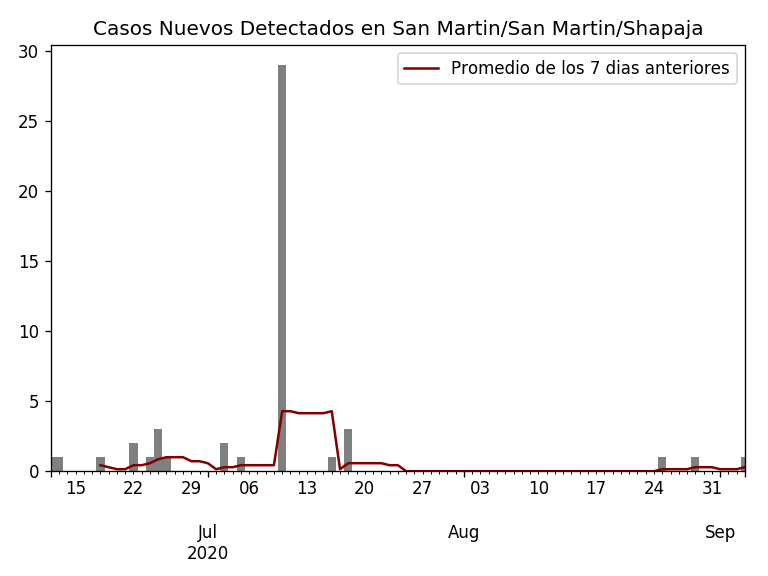 Casos Nuevos Detectados en San Martin/San Martin/Shapaja
Promedio de los 7 dias anteriores
30
25
20
15
10
5
0
15 22 29 06 13 20 27 03 10 17 24 31
Jul Aug Sep
2020